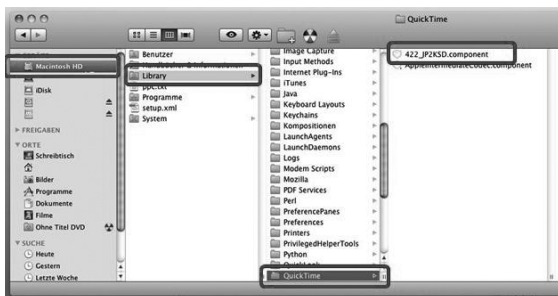 QuickTime
Macintosh HD
iDisk
FREIGABEN
ORTE
Schreibtisch
Bilder
Programme
Dokumente
Filme
Ohne Titel DVD
SUCHE
Heute
Gestern
Letzte Woche
Benutzer
Library
ppc.txt
Programme
setup.xml
System
Image Capture
Input Methods
Internet Plug-Ins
iTunes
Java
Keyboard Layouts
Keychains
Kompositionen
LaunchAgents
LaunchDaemons
Logs
Modem Scripts
Mozilla
PDF Services
Perl
PreferencePanes
Preferences
Printers
PrivilegedHelperTools
Python
QuickLook
QuickTime
422_JP2KSD.component
AppleIntermediateCodec.component